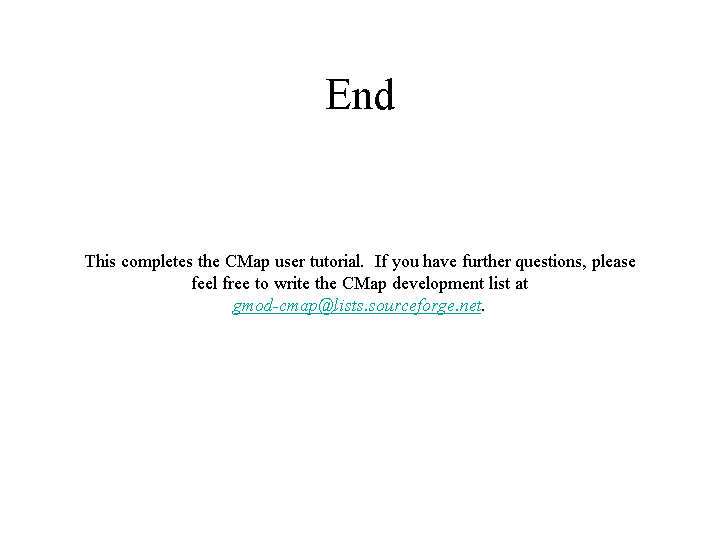 End
This completes the CMap user tutorial.  If you have further questions, please
feel free to write the CMap development list at
gmod-cmap@lists.sourceforge.net.